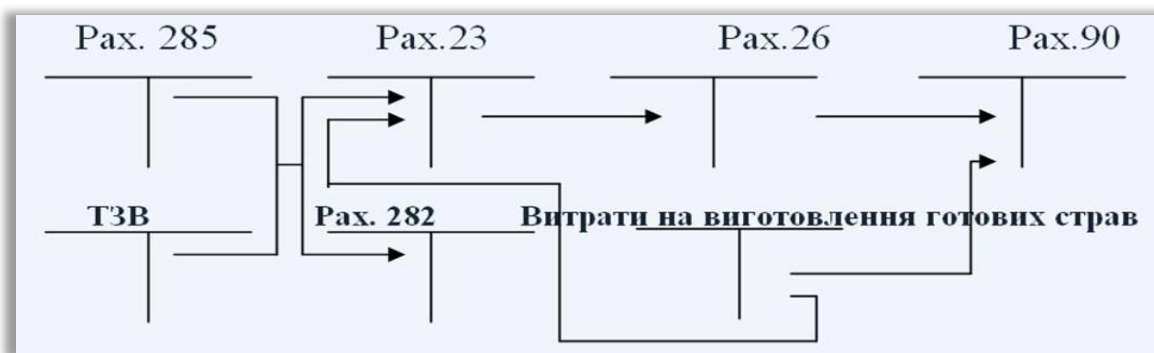 Рах. 285 Рах.23 Рах.26 Рах.90
ТЗВ Рах. 282 Витрати на виготовлення готових страв